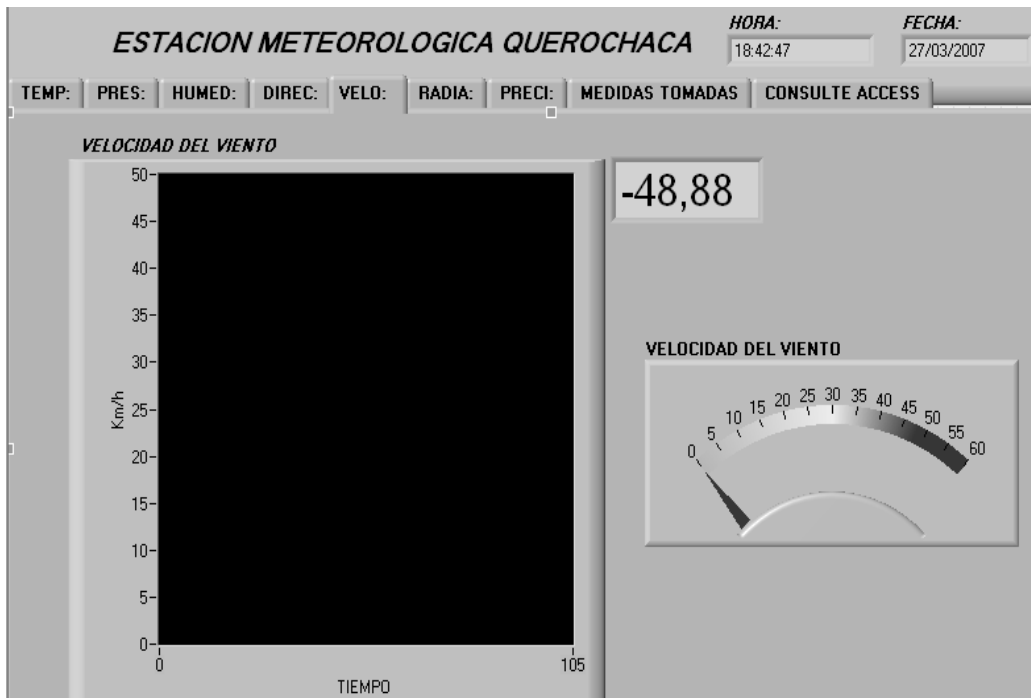 ESTACION METEOROLOGICA QUEROCHACA
HORA:
18:42:47
FECHA:
27/03/2007
TEMP: PRES: HUMED: DIREC: VELO: RADIA: PRECI: MEDIDAS TOMADAS CONSULTE ACCESS
VELOCIDAD DEL VIENTO
-48,88
50
45
40
35
30
25
20
15
10
5
0
Km/h
0 105
TIEMPO
VELOCIDAD DEL VIENTO
0 5 10 15 20 25 30 35 40 45 50 55 60